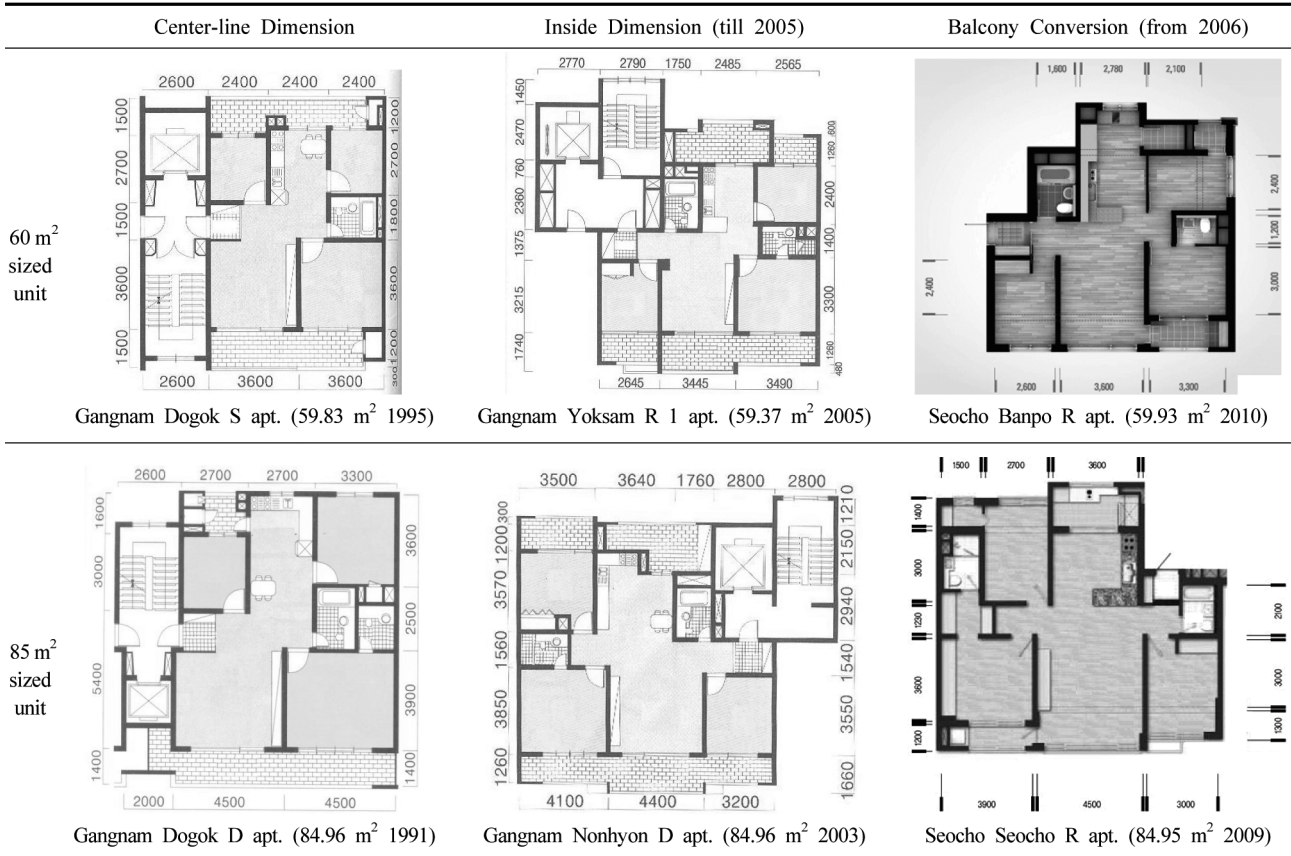 Center-line Dimension
Inside Dimension (till 2005)
Balcony Conversion (from 2006)
60 m²
sized
unit
2600 2400 2400 2400
1500 2700 1500 3600 1500
1200 2700 1800 3600 1200 300
2600 3600 3600
Gangnam Dogok S apt. (59.83 m² 1995)
2770 2790 1750 2485 2565
1450 2470 760 2360 1375 3215 1740
600 1260 2400 1400 3300 1260 480
2645 3445 3490
Gangnam Yoksam R 1 apt. (59.37 m² 2005)
1,600 2,780 2,100
2,400
2,400 1,200 3,000
2,600 3,600 3,300
Seocho Banpo R apt. (59.93 m² 2010)
85 m²
sized
unit
2600 2700 2700 3300
1600 3000 5400 1400
3600 2500 3900 1400
2000 4500 4500
Gangnam Dogok D apt. (84.96 m² 1991)
3500 3640 1760 2800 2800
300 1200 3570 1560 3850 1260
1210 2150 2940 1540 3550 1660
4100 4400 3200
Gangnam Nonhyon D apt. (84.96 m² 2003)
1500 2700 3600
1400 3000 1230 3600 1200
2100 3000 1300
3900 4500 3000
Seocho Seocho R apt. (84.95 m² 2009)